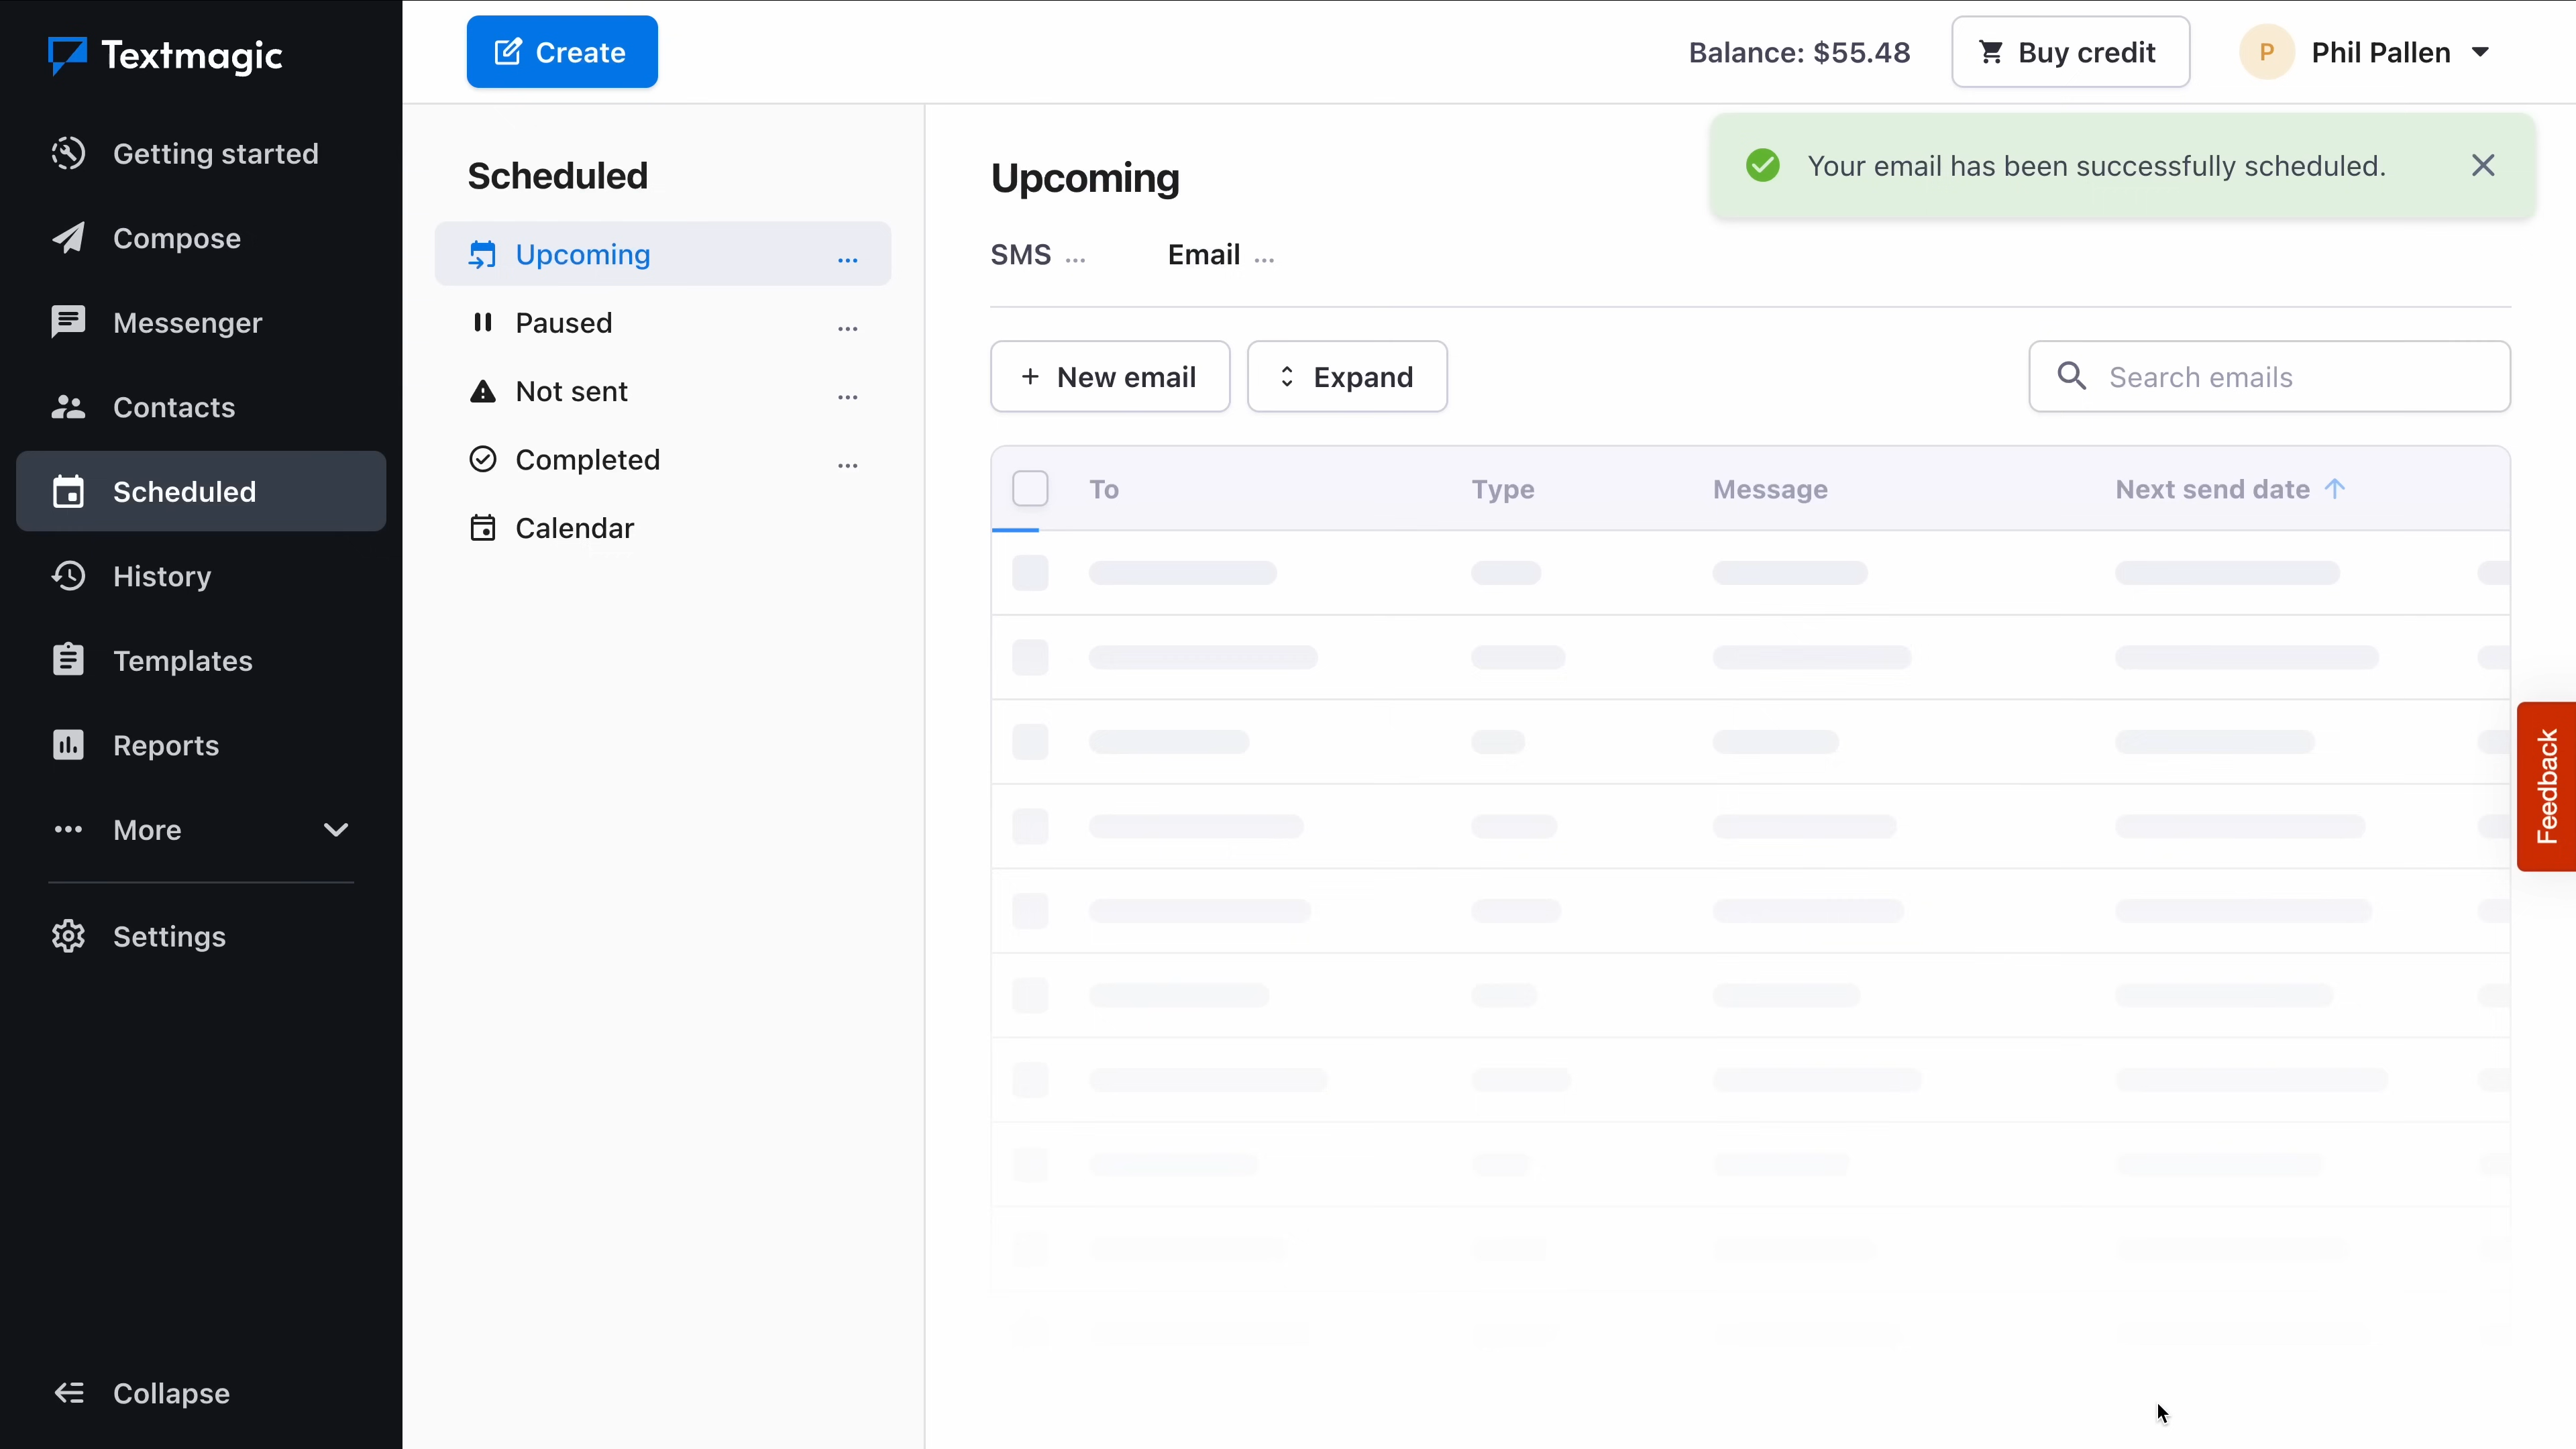 Textmagic
Create
Balance: $55.48
Buy credit
P
Phil Pallen
Getting started
Compose
Messenger
Contacts
Scheduled
History
Templates
Reports
More
Settings
Collapse
Scheduled
Upcoming ...
Paused ...
Not sent ...
Completed ...
Calendar
Your email has been successfully scheduled.
Upcoming
SMS ... Email ...
+ New email
Expand
Search emails
To Type Message Next send date
Feedback